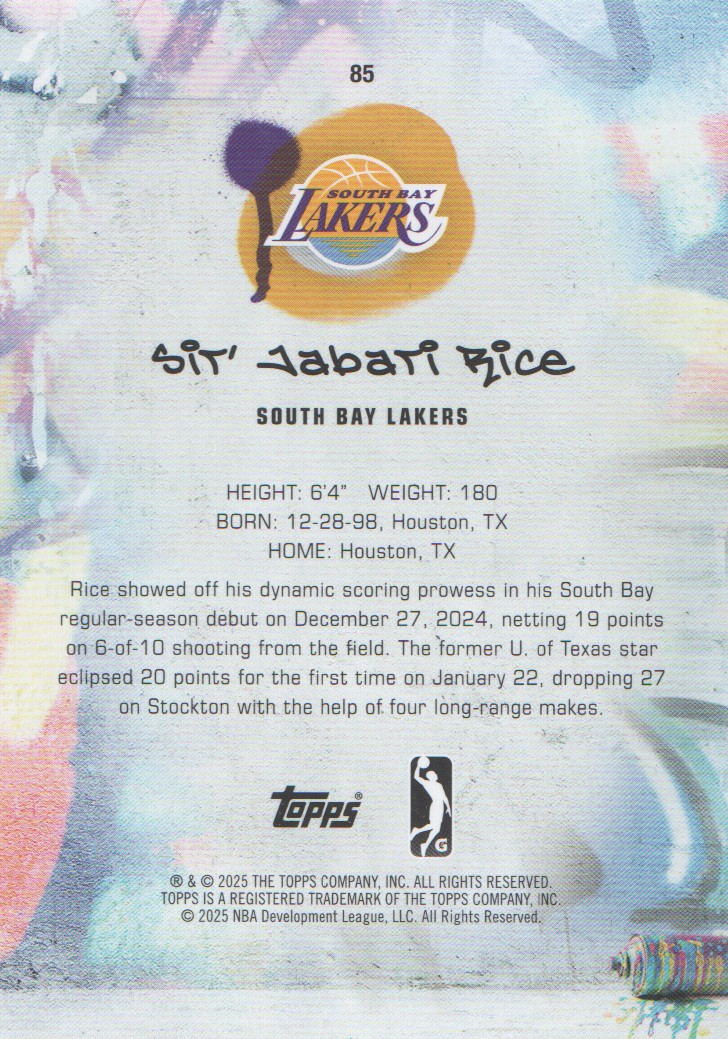 85
SOUTH BAY
LAKERS
Sir' Jabari Rice
SOUTH BAY LAKERS
HEIGHT: 6'4" WEIGHT: 180
BORN: 12-28-98, Houston, TX
HOME: Houston, TX
Rice showed off his dynamic scoring prowess in his South Bay
regular-season debut on December 27, 2024, netting 19 points
on 6-of-10 shooting from the field. The former U. of Texas star
eclipsed 20 points for the first time on January 22, dropping 27
on Stockton with the help of four long-range makes.
topps®
G
® & © 2025 THE TOPPS COMPANY, INC. ALL RIGHTS RESERVED.
TOPPS IS A REGISTERED TRADEMARK OF THE TOPPS COMPANY, INC.
© 2025 NBA Development League, LLC. All Rights Reserved.